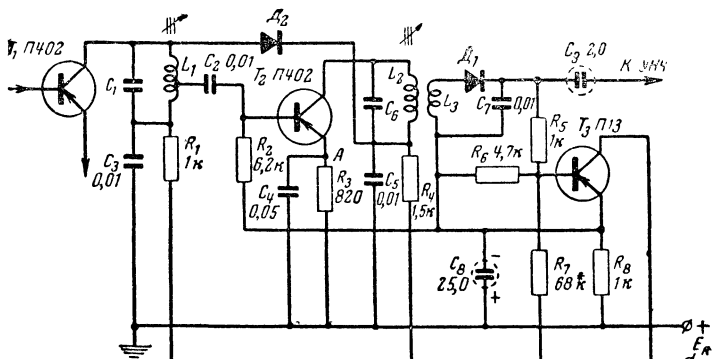 T₁ П402
C₁
L₁
C₂ 0,01
Д₂
T₂ П402
C₃
0,01
R₁
1к
R₂
6,2к
C₄
0,05
A
R₃
820
C₆
C₅
0,01
L₂
L₃
R₄
1,5к
Д₁
C₇
0,01
C₉ 2,0
К УНЧ
R₅
1к
R₆ 4,7к
T₃ П13
C₈
25,0
-
+
R₇
68к
R₈
1к
+
Eк